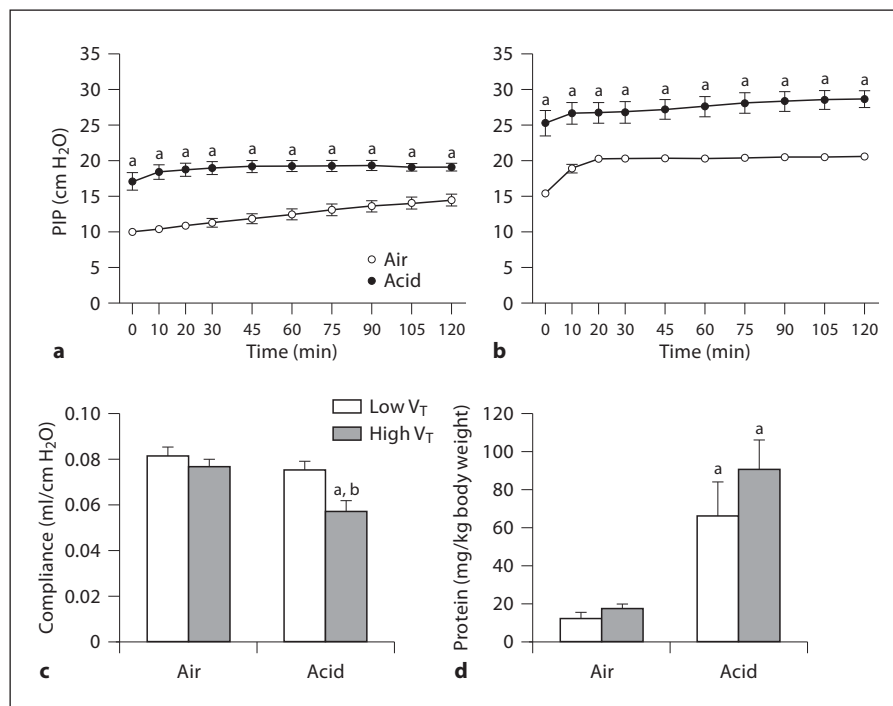 35
30
25
20
15
10
5
0
PIP (cm H₂O)
a a a a a a a a a a
Air
Acid
0 10 20 30 45 60 75 90 105 120
Time (min)
a
35
30
25
20
15
10
5
0
a a a a a a a a a a
0 10 20 30 45 60 75 90 105 120
Time (min)
b
0.10
0.08
0.06
0.04
0.02
0
Compliance (ml/cm H₂O)
Low V_T
High V_T
a, b
Air Acid
c
120
100
80
60
40
20
0
Protein (mg/kg body weight)
a
a
Air Acid
d